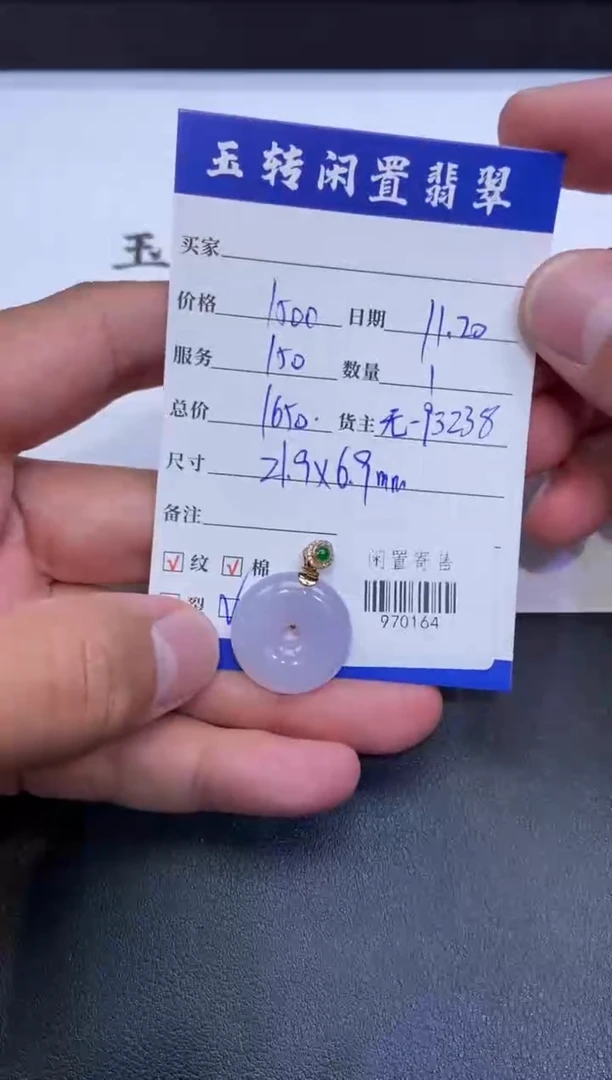 玉转闲置翡翠
玉
买家
价格 1500 日期 11.20
服务 150 数量 1
总价 1650. 货主 无-93238
尺寸 21.9x6.9mm
备注
纹 棉 闲置寄售
裂
970164